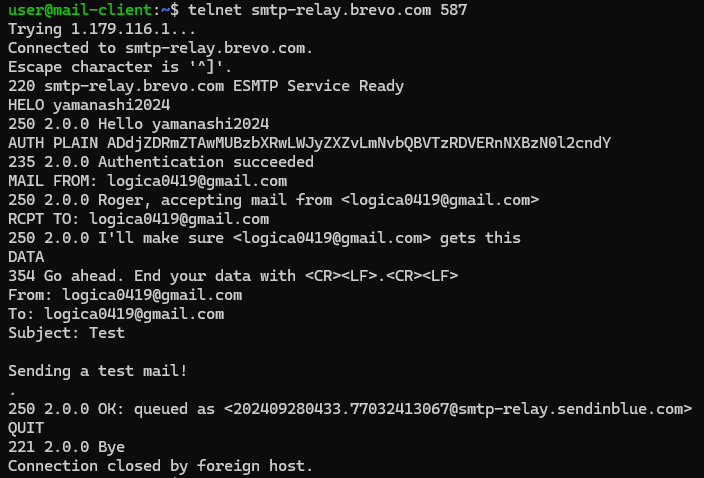 user@mail-client:~$ telnet smtp-relay.brevo.com 587
Trying 1.179.116.1...
Connected to smtp-relay.brevo.com.
Escape character is '^]'.
220 smtp-relay.brevo.com ESMTP Service Ready
HELO yamanashi2024
250 2.0.0 Hello yamanashi2024
AUTH PLAIN ADdjZDRmZTAwMUBzbXRwLWJyZXZvLmNvbQBVTzRDVERnNXBzN0l2cndY
235 2.0.0 Authentication succeeded
MAIL FROM: logica0419@gmail.com
250 2.0.0 Roger, accepting mail from <logica0419@gmail.com>
RCPT TO: logica0419@gmail.com
250 2.0.0 I'll make sure <logica0419@gmail.com> gets this
DATA
354 Go ahead. End your data with <CR><LF>.<CR><LF>
From: logica0419@gmail.com
To: logica0419@gmail.com
Subject: Test

Sending a test mail!
.
250 2.0.0 OK: queued as <202409280433.77032413067@smtp-relay.sendinblue.com>
QUIT
221 2.0.0 Bye
Connection closed by foreign host.